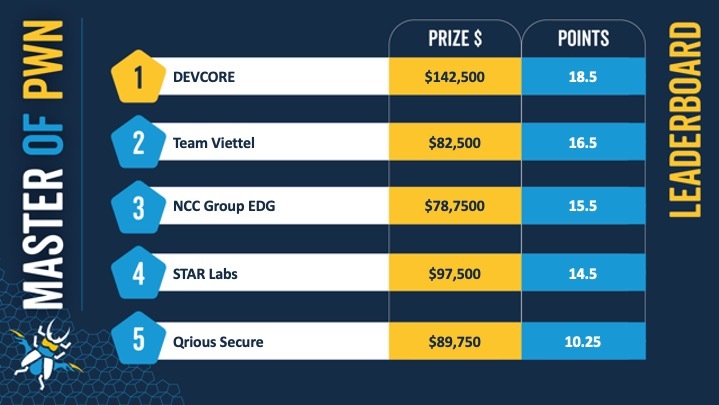 MASTER OF PWN
LEADERBOARD
PRIZE $ POINTS
1 DEVCORE $142,500 18.5
2 Team Viettel $82,500 16.5
3 NCC Group EDG $78,7500 15.5
4 STAR Labs $97,500 14.5
5 Qrious Secure $89,750 10.25